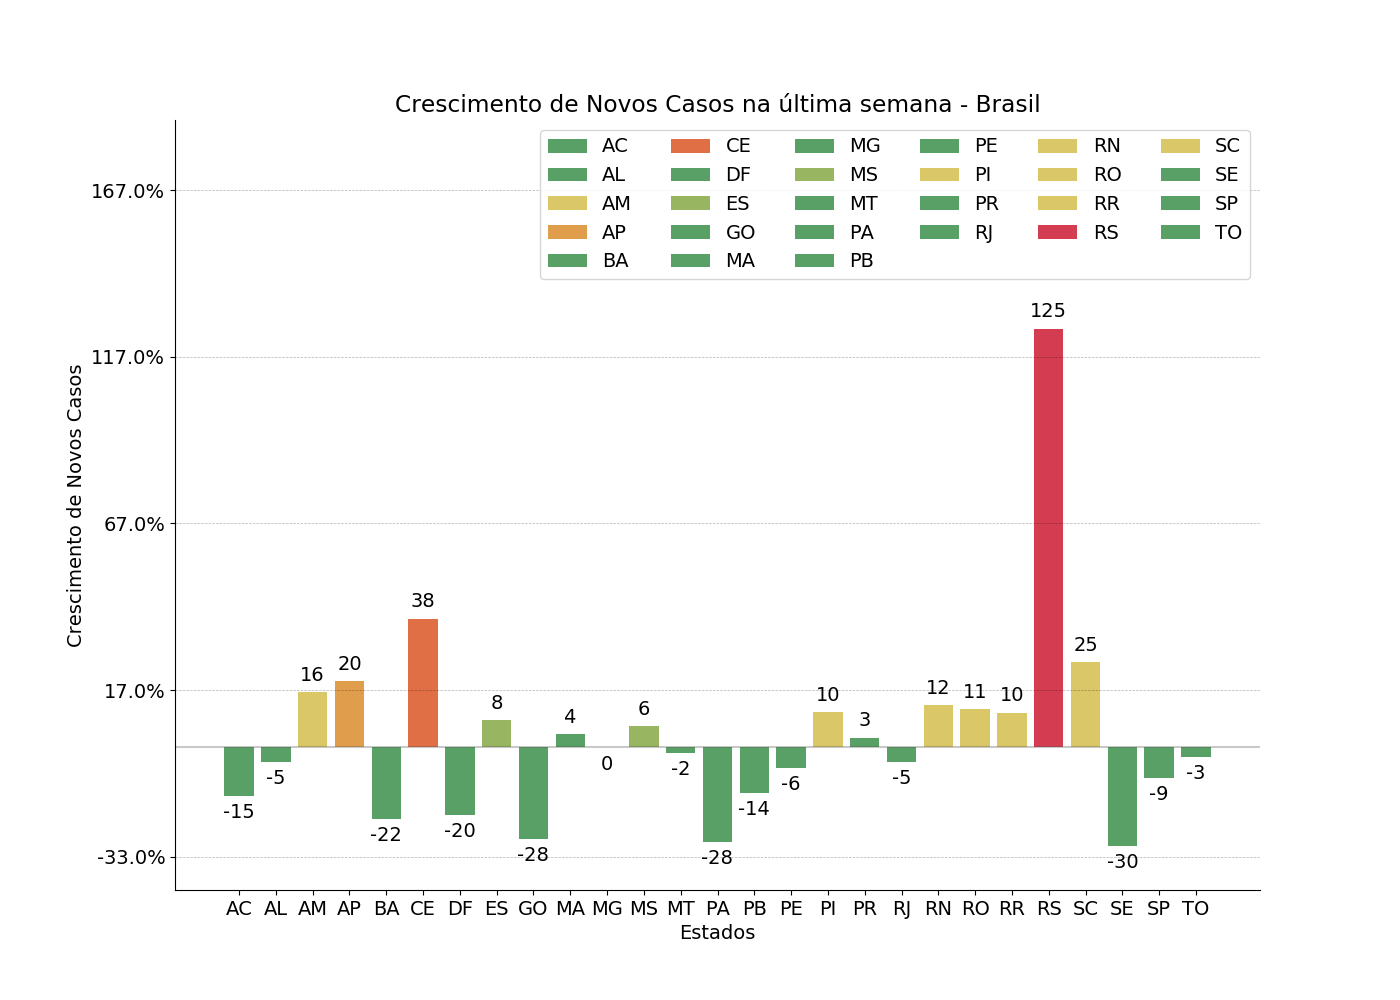 Crescimento de Novos Casos na última semana - Brasil
AC CE MG PE RN SC
AL DF MS PI RO SE
AM ES MT PR RR SP
AP GO PA RJ RS TO
BA MA PB
167.0%
117.0%
67.0%
17.0%
-33.0%
Crescimento de Novos Casos
-15 -5 16 20 -22 38 -20 8 -28 4 0 6 -2 -28 -14 -6 10 3 -5 12 11 10 125 25 -30 -9 -3
AC AL AM AP BA CE DF ES GO MA MG MS MT PA PB PE PI PR RJ RN RO RR RS SC SE SP TO
Estados